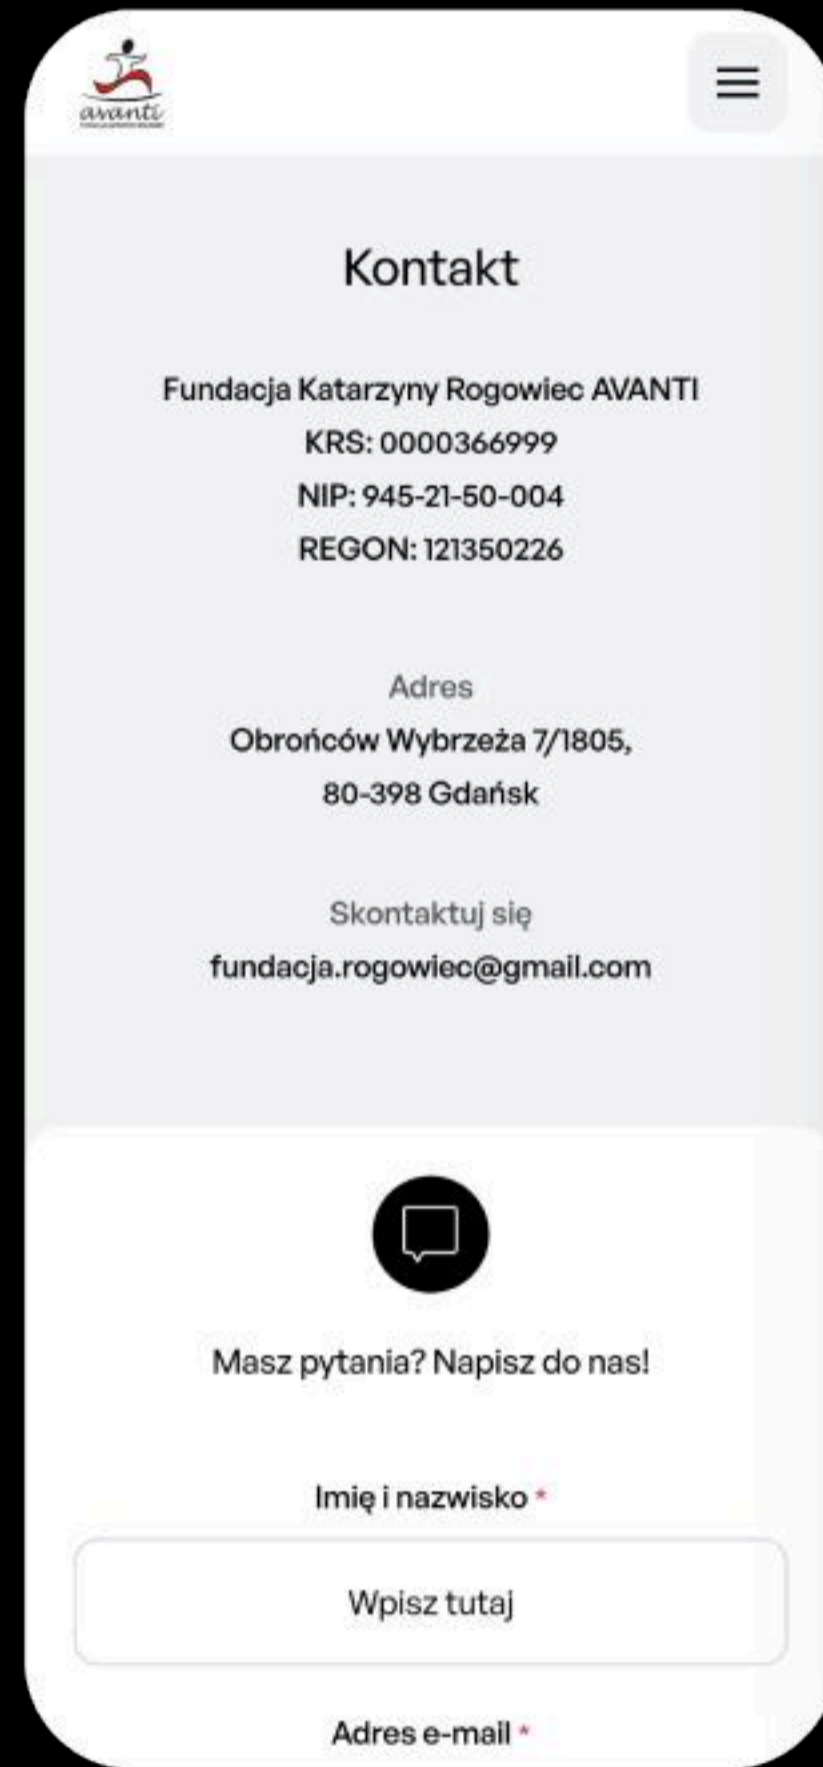 avanti
Kontakt
Fundacja Katarzyny Rogowiec AVANTI
KRS: 0000366999
NIP: 945-21-50-004
REGON: 121350226
Adres
Obrońców Wybrzeża 7/1805,
80-398 Gdańsk
Skontaktuj się
fundacja.rogowiec@gmail.com
Masz pytania? Napisz do nas!
Imię i nazwisko *
Wpisz tutaj
Adres e-mail *